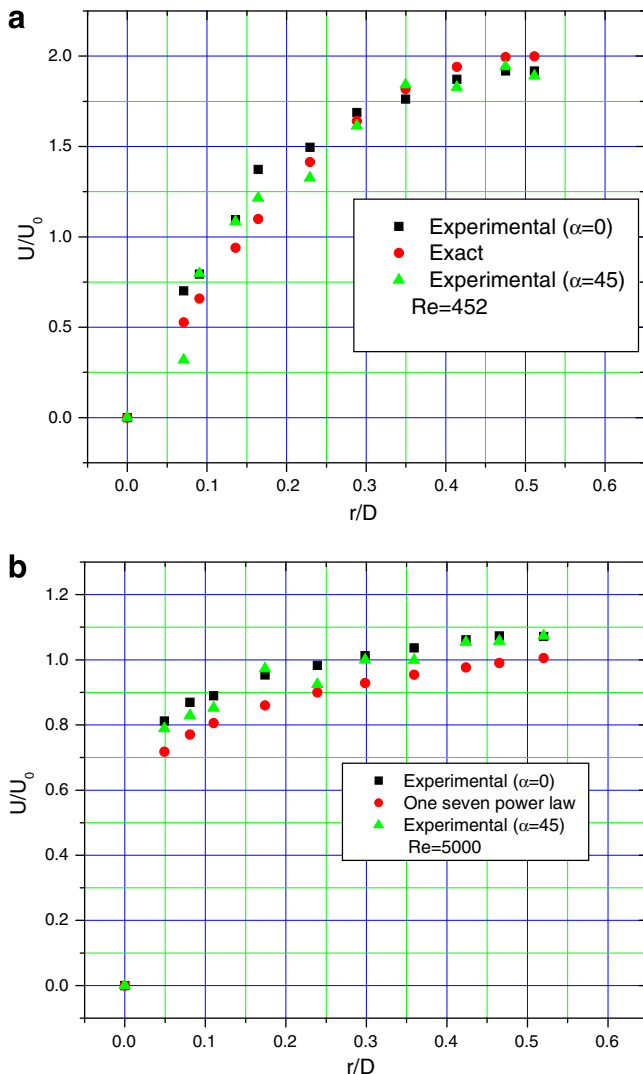 a
2.0
1.5
1.0
0.5
0.0
U/U0
Experimental (α=0)
Exact
Experimental (α=45)
Re=452
0.0 0.1 0.2 0.3 0.4 0.5 0.6
r/D
b
1.2
1.0
0.8
0.6
0.4
0.2
0.0
U/U0
Experimental (α=0)
One seven power law
Experimental (α=45)
Re=5000
0.0 0.1 0.2 0.3 0.4 0.5 0.6
r/D